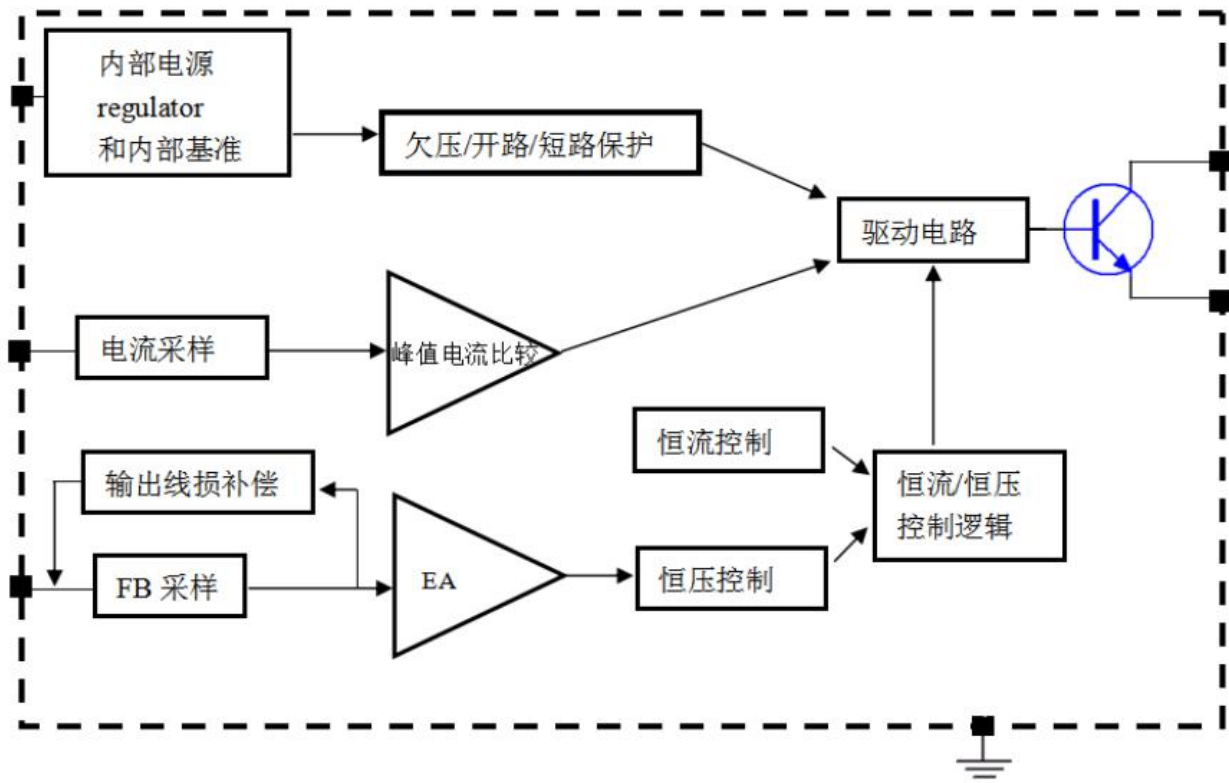 内部电源
regulator
和内部基准
欠压/开路/短路保护
驱动电路
电流采样
峰值电流比较
恒流控制
输出线损补偿
恒流/恒压
控制逻辑
FB 采样
EA
恒压控制